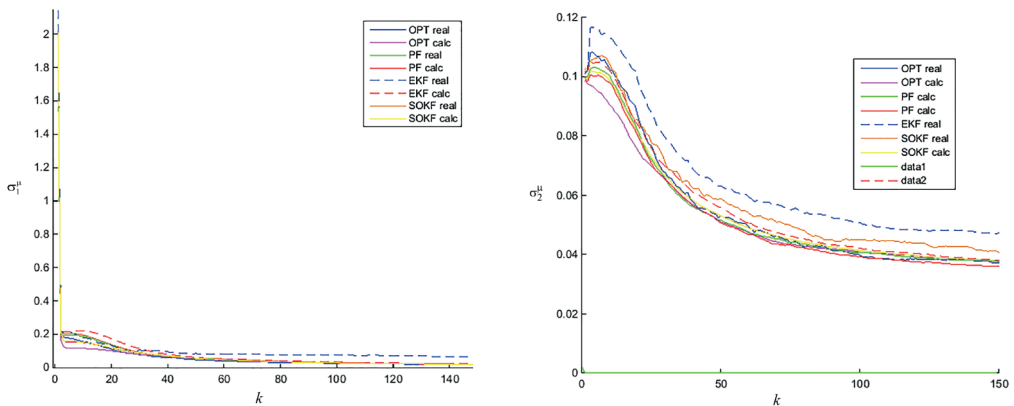 2
1.8
1.6
1.4
1.2
1
0.8
0.6
0.4
0.2
0
σ₁^μ
0 20 40 60 80 100 120 140
k
OPT real
OPT calc
PF real
PF calc
EKF real
EKF calc
SOKF real
SOKF calc
0.12
0.1
0.08
0.06
0.04
0.02
0
σ₂^μ
0 50 100 150
k
OPT real
OPT calc
PF calc
PF calc
EKF real
SOKF real
SOKF calc
data1
data2